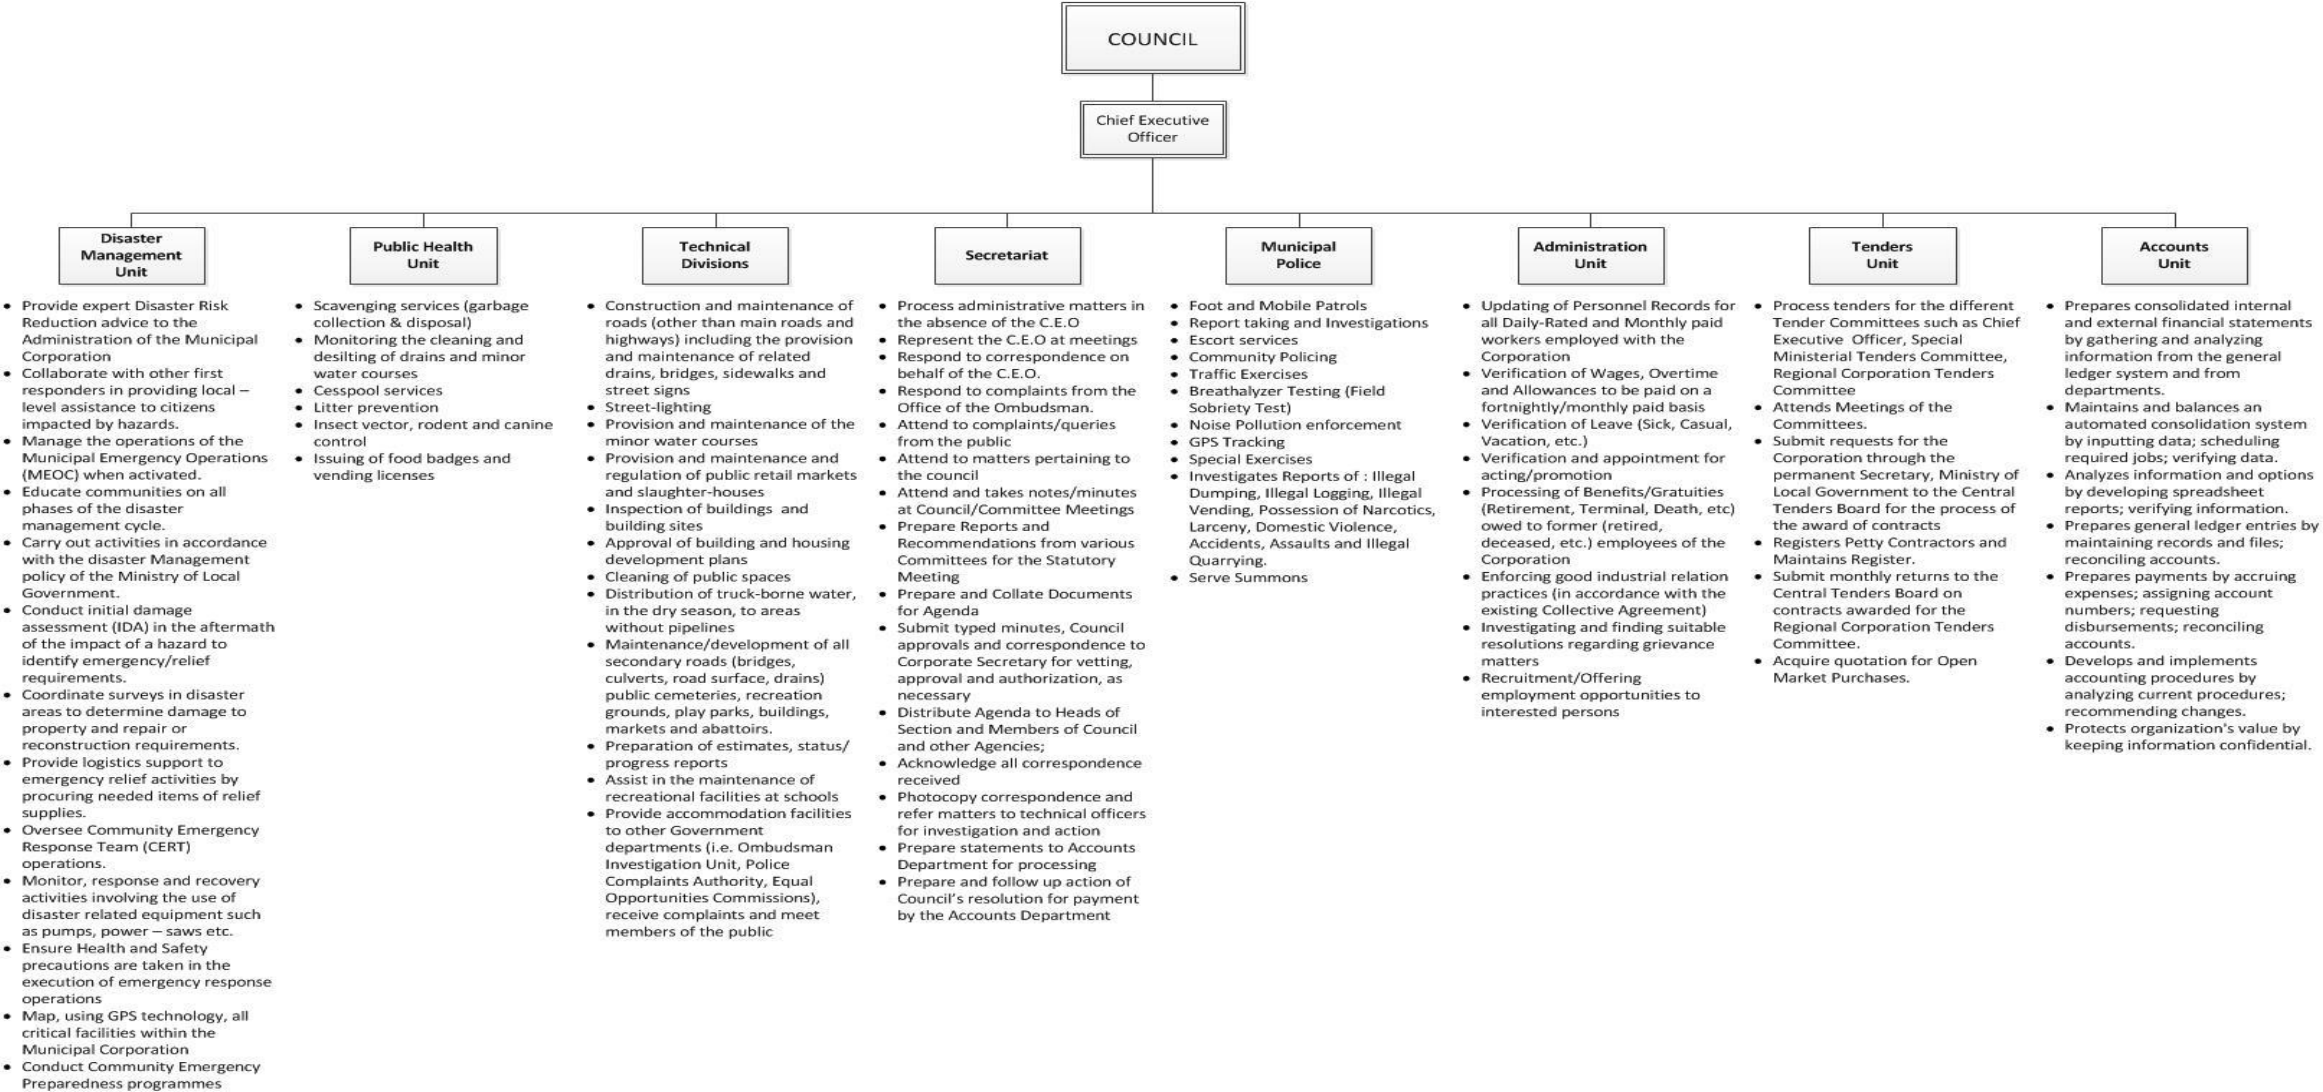 COUNCIL
Chief Executive
Officer
Disaster
Management
Unit
• Provide expert Disaster Risk
Reduction advice to the
Administration of the Municipal
Corporation
• Collaborate with other first
responders in providing local –
level assistance to citizens
impacted by hazards.
• Manage the operations of the
Municipal Emergency Operations
(MEOC) when activated.
• Educate communities on all
phases of the disaster
management cycle.
• Carry out activities in accordance
with the disaster Management
policy of the Ministry of Local
Government.
• Conduct initial damage
assessment (IDA) in the aftermath
of the impact of a hazard to
identify emergency/relief
requirements.
• Coordinate surveys in disaster
areas to determine damage to
property and repair or
reconstruction requirements.
• Provide logistics support to
emergency relief activities by
procuring needed items of relief
supplies.
• Oversee Community Emergency
Response Team (CERT)
operations.
• Monitor, response and recovery
activities involving the use of
disaster related equipment such
as pumps, power – saws etc.
• Ensure Health and Safety
precautions are taken in the
execution of emergency response
operations
• Map, using GPS technology, all
critical facilities within the
Municipal Corporation
• Conduct Community Emergency
Preparedness programmes
Public Health
Unit
• Scavenging services (garbage
collection & disposal)
• Monitoring the cleaning and
desilting of drains and minor
water courses
• Cesspool services
• Litter prevention
• Insect vector, rodent and canine
control
• Issuing of food badges and
vending licenses
Technical
Divisions
• Construction and maintenance of
roads (other than main roads and
highways) including the provision
and maintenance of related
drains, bridges, sidewalks and
street signs
• Street-lighting
• Provision and maintenance of the
minor water courses
• Provision and maintenance and
regulation of public retail markets
and slaughter-houses
• Inspection of buildings and
building sites
• Approval of building and housing
development plans
• Cleaning of public spaces
• Distribution of truck-borne water,
in the dry season, to areas
without pipelines
• Maintenance/development of all
secondary roads (bridges,
culverts, road surface, drains)
public cemeteries, recreation
grounds, play parks, buildings,
markets and abattoirs.
• Preparation of estimates, status/
progress reports
• Assist in the maintenance of
recreational facilities at schools
• Provide accommodation facilities
to other Government
departments (i.e. Ombudsman
Investigation Unit, Police
Complaints Authority, Equal
Opportunities Commissions),
receive complaints and meet
members of the public
Secretariat
• Process administrative matters in
the absence of the C.E.O
• Represent the C.E.O at meetings
• Respond to correspondence on
behalf of the C.E.O.
• Respond to complaints from the
Office of the Ombudsman.
• Attend to complaints/queries
from the public
• Attend to matters pertaining to
the council
• Attend and takes notes/minutes
at Council/Committee Meetings
• Prepare Reports and
Recommendations from various
Committees for the Statutory
Meeting
• Prepare and Collate Documents
for Agenda
• Submit typed minutes, Council
approvals and correspondence to
Corporate Secretary for vetting,
approval and authorization, as
necessary
• Distribute Agenda to Heads of
Section and Members of Council
and other Agencies;
• Acknowledge all correspondence
received
• Photocopy correspondence and
refer matters to technical officers
for investigation and action
• Prepare statements to Accounts
Department for processing
• Prepare and follow up action of
Council's resolution for payment
by the Accounts Department
Municipal
Police
• Foot and Mobile Patrols
• Report taking and Investigations
• Escort services
• Community Policing
• Traffic Exercises
• Breathalyzer Testing (Field
Sobriety Test)
• Noise Pollution enforcement
• GPS Tracking
• Special Exercises
• Investigates Reports of : Illegal
Dumping, Illegal Logging, Illegal
Vending, Possession of Narcotics,
Larceny, Domestic Violence,
Accidents, Assaults and Illegal
Quarrying.
• Serve Summons
Administration
Unit
• Updating of Personnel Records for
all Daily-Rated and Monthly paid
workers employed with the
Corporation
• Verification of Wages, Overtime
and Allowances to be paid on a
fortnightly/monthly paid basis
• Verification of Leave (Sick, Casual,
Vacation, etc.)
• Verification and appointment for
acting/promotion
• Processing of Benefits/Gratuities
(Retirement, Terminal, Death, etc)
owed to former (retired,
deceased, etc.) employees of the
Corporation
• Enforcing good industrial relation
practices (in accordance with the
existing Collective Agreement)
• Investigating and finding suitable
resolutions regarding grievance
matters
• Recruitment/Offering
employment opportunities to
interested persons
Tenders
Unit
• Process tenders for the different
Tender Committees such as Chief
Executive Officer, Special
Ministerial Tenders Committee,
Regional Corporation Tenders
Committee
• Attends Meetings of the
Committees.
• Submit requests for the
Corporation through the
permanent Secretary, Ministry of
Local Government to the Central
Tenders Board for the process of
the award of contracts
• Registers Petty Contractors and
Maintains Register.
• Submit monthly returns to the
Central Tenders Board on
contracts awarded for the
Regional Corporation Tenders
Committee.
• Acquire quotation for Open
Market Purchases.
Accounts
Unit
• Prepares consolidated internal
and external financial statements
by gathering and analyzing
information from the general
ledger system and from
departments.
• Maintains and balances an
automated consolidation system
by inputting data; scheduling
required jobs; verifying data.
• Analyzes information and options
by developing spreadsheet
reports; verifying information.
• Prepares general ledger entries by
maintaining records and files;
reconciling accounts.
• Prepares payments by accruing
expenses; assigning account
numbers; requesting
disbursements; reconciling
accounts.
• Develops and implements
accounting procedures by
analyzing current procedures;
recommending changes.
• Protects organization's value by
keeping information confidential.